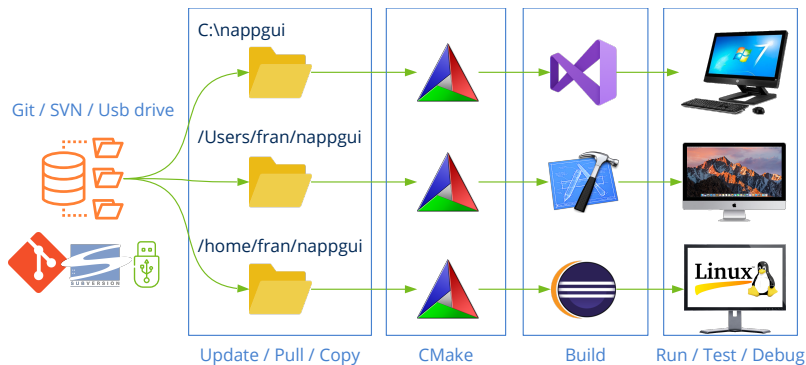 C:\nappgui
Git / SVN / Usb drive
/Users/fran/nappgui
/home/fran/nappgui
SUBVERSION
7
Linux
Update / Pull / Copy
CMake
Build
Run / Test / Debug